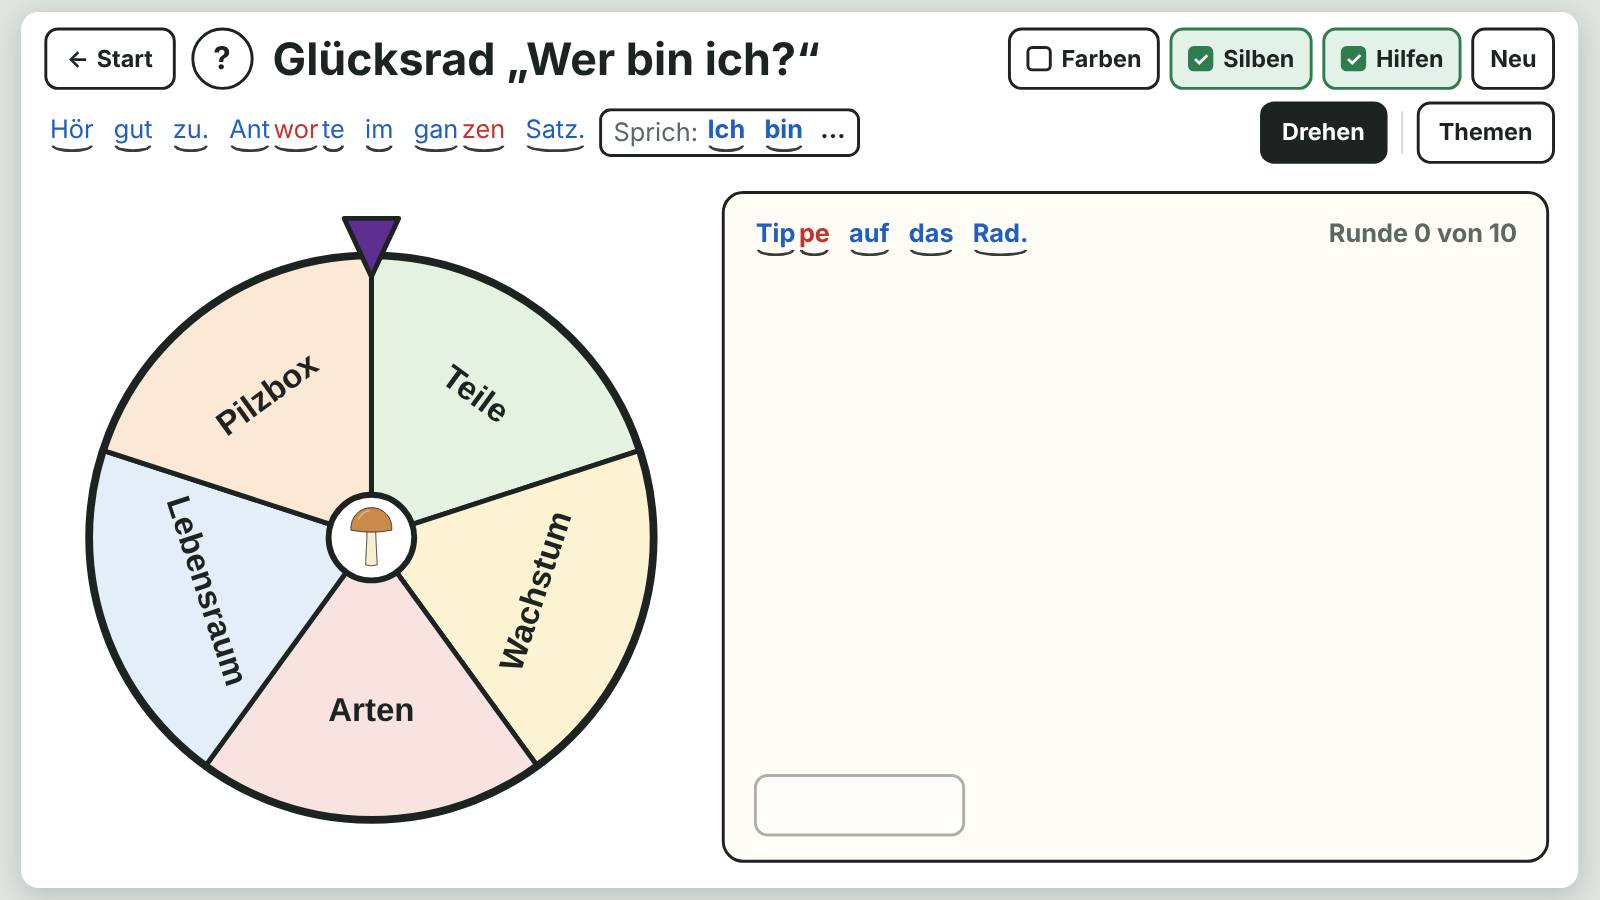 ← Start
?
Glücksrad „Wer bin ich?“
Farben
Silben
Hilfen
Neu
Hör gut zu. Antworte im ganzen Satz.
Sprich: Ich bin ...
Drehen
Themen
Tippe auf das Rad.
Runde 0 von 10
Pilzbox
Teile
Lebensraum
Wachstum
Arten